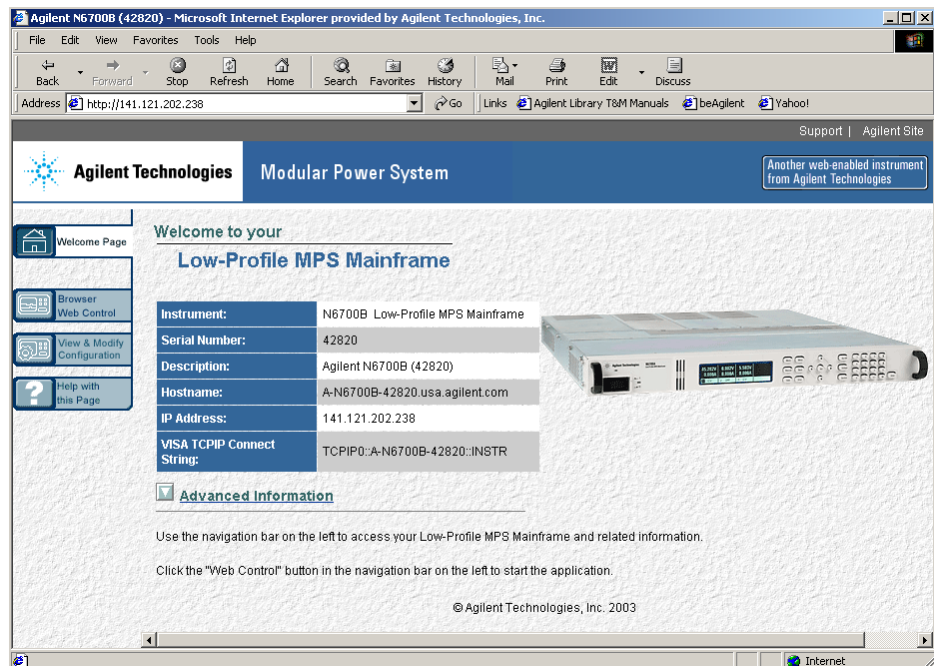 Agilent N6700B (42820) - Microsoft Internet Explorer provided by Agilent Technologies, Inc.
File Edit View Favorites Tools Help
Back Forward Stop Refresh Home Search Favorites History Mail Print Edit Discuss
Address http://141.121.202.238 Go Links Agilent Library T&M Manuals beAgilent Yahoo!
Support | Agilent Site
Agilent Technologies Modular Power System
Another web-enabled instrument
from Agilent Technologies
Welcome Page
Browser
Web Control
View & Modify
Configuration
Help with
this Page
Welcome to your
Low-Profile MPS Mainframe
Instrument: N6700B Low-Profile MPS Mainframe
Serial Number: 42820
Description: Agilent N6700B (42820)
Hostname: A-N6700B-42820.usa.agilent.com
IP Address: 141.121.202.238
VISA TCPIP Connect
String: TCPIP0::A-N6700B-42820::INSTR
Advanced Information
Use the navigation bar on the left to access your Low-Profile MPS Mainframe and related information.
Click the "Web Control" button in the navigation bar on the left to start the application.
© Agilent Technologies, Inc. 2003
Internet